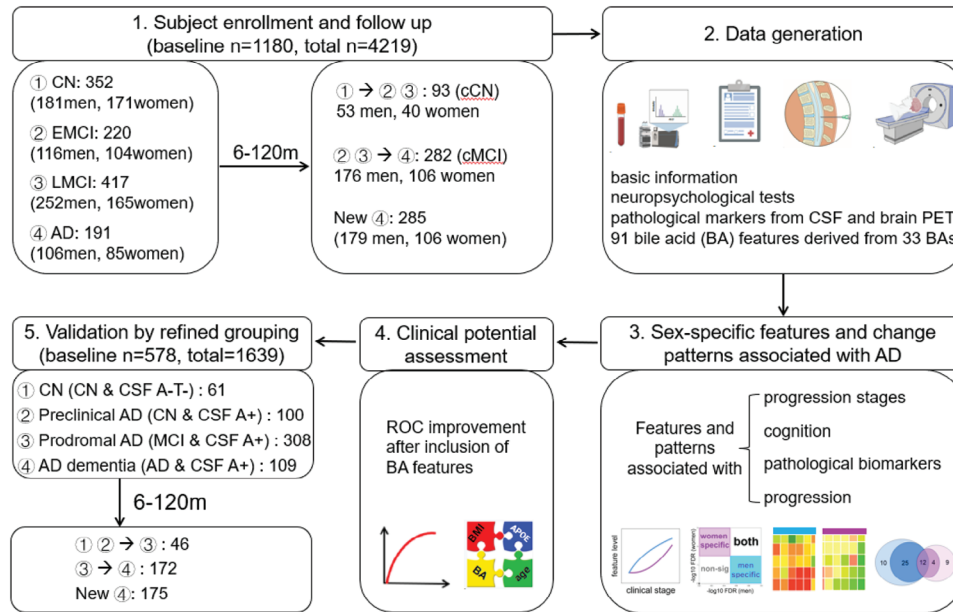 1. Subject enrollment and follow up
(baseline n=1180, total n=4219)
① CN: 352
(181men, 171women)
② EMCI: 220
(116men, 104women)
③ LMCI: 417
(252men, 165women)
④ AD: 191
(106men, 85women)
6-120m
① → ② ③ : 93 (cCN)
53 men, 40 women
② ③ → ④: 282 (cMCI)
176 men, 106 women
New ④: 285
(179 men, 106 women)
2. Data generation
basic information
neuropsychological tests
pathological markers from CSF and brain PET
91 bile acid (BA) features derived from 33 BAs
3. Sex-specific features and change
patterns associated with AD
Features and
patterns
associated with
progression stages
cognition
pathological biomarkers
progression
feature level
clinical stage
-log10 FDR (women)
women
specific
both
non-sig
men
specific
-log10 FDR (men)
10
25
12
4
9
4. Clinical potential
assessment
ROC improvement
after inclusion of
BA features
BMI
APOE
BA
age
5. Validation by refined grouping
(baseline n=578, total=1639)
① CN (CN & CSF A-T-) : 61
② Preclinical AD (CN & CSF A+) : 100
③ Prodromal AD (MCI & CSF A+) : 308
④ AD dementia (AD & CSF A+) : 109
6-120m
① ② → ③ : 46
③ → ④ : 172
New ④ : 175